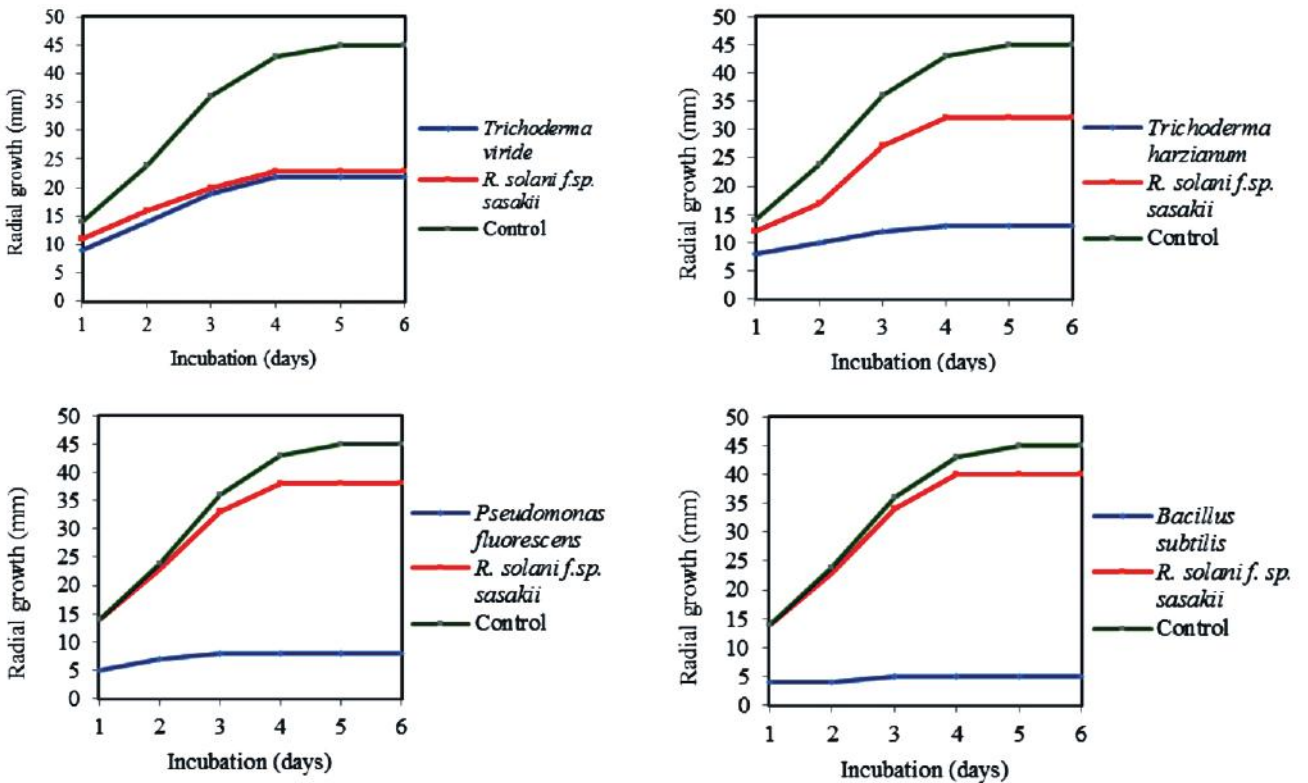 50
45
40
35
30
25
20
15
10
5
0
Radial growth (mm)
1 2 3 4 5 6
Incubation (days)
Trichoderma
viride
R. solani f.sp.
sasakii
Control
50
45
40
35
30
25
20
15
10
5
0
Radial growth (mm)
1 2 3 4 5 6
Incubation (days)
Trichoderma
harzianum
R. solani f.sp.
sasakii
Control
50
45
40
35
30
25
20
15
10
5
0
Radial growth (mm)
1 2 3 4 5 6
Incubation (days)
Pseudomonas
fluorescens
R. solani f.sp.
sasakii
Control
50
45
40
35
30
25
20
15
10
5
0
Radial growth (mm)
1 2 3 4 5 6
Incubation (days)
Bacillus
subtilis
R. solani f. sp.
sasakii
Control